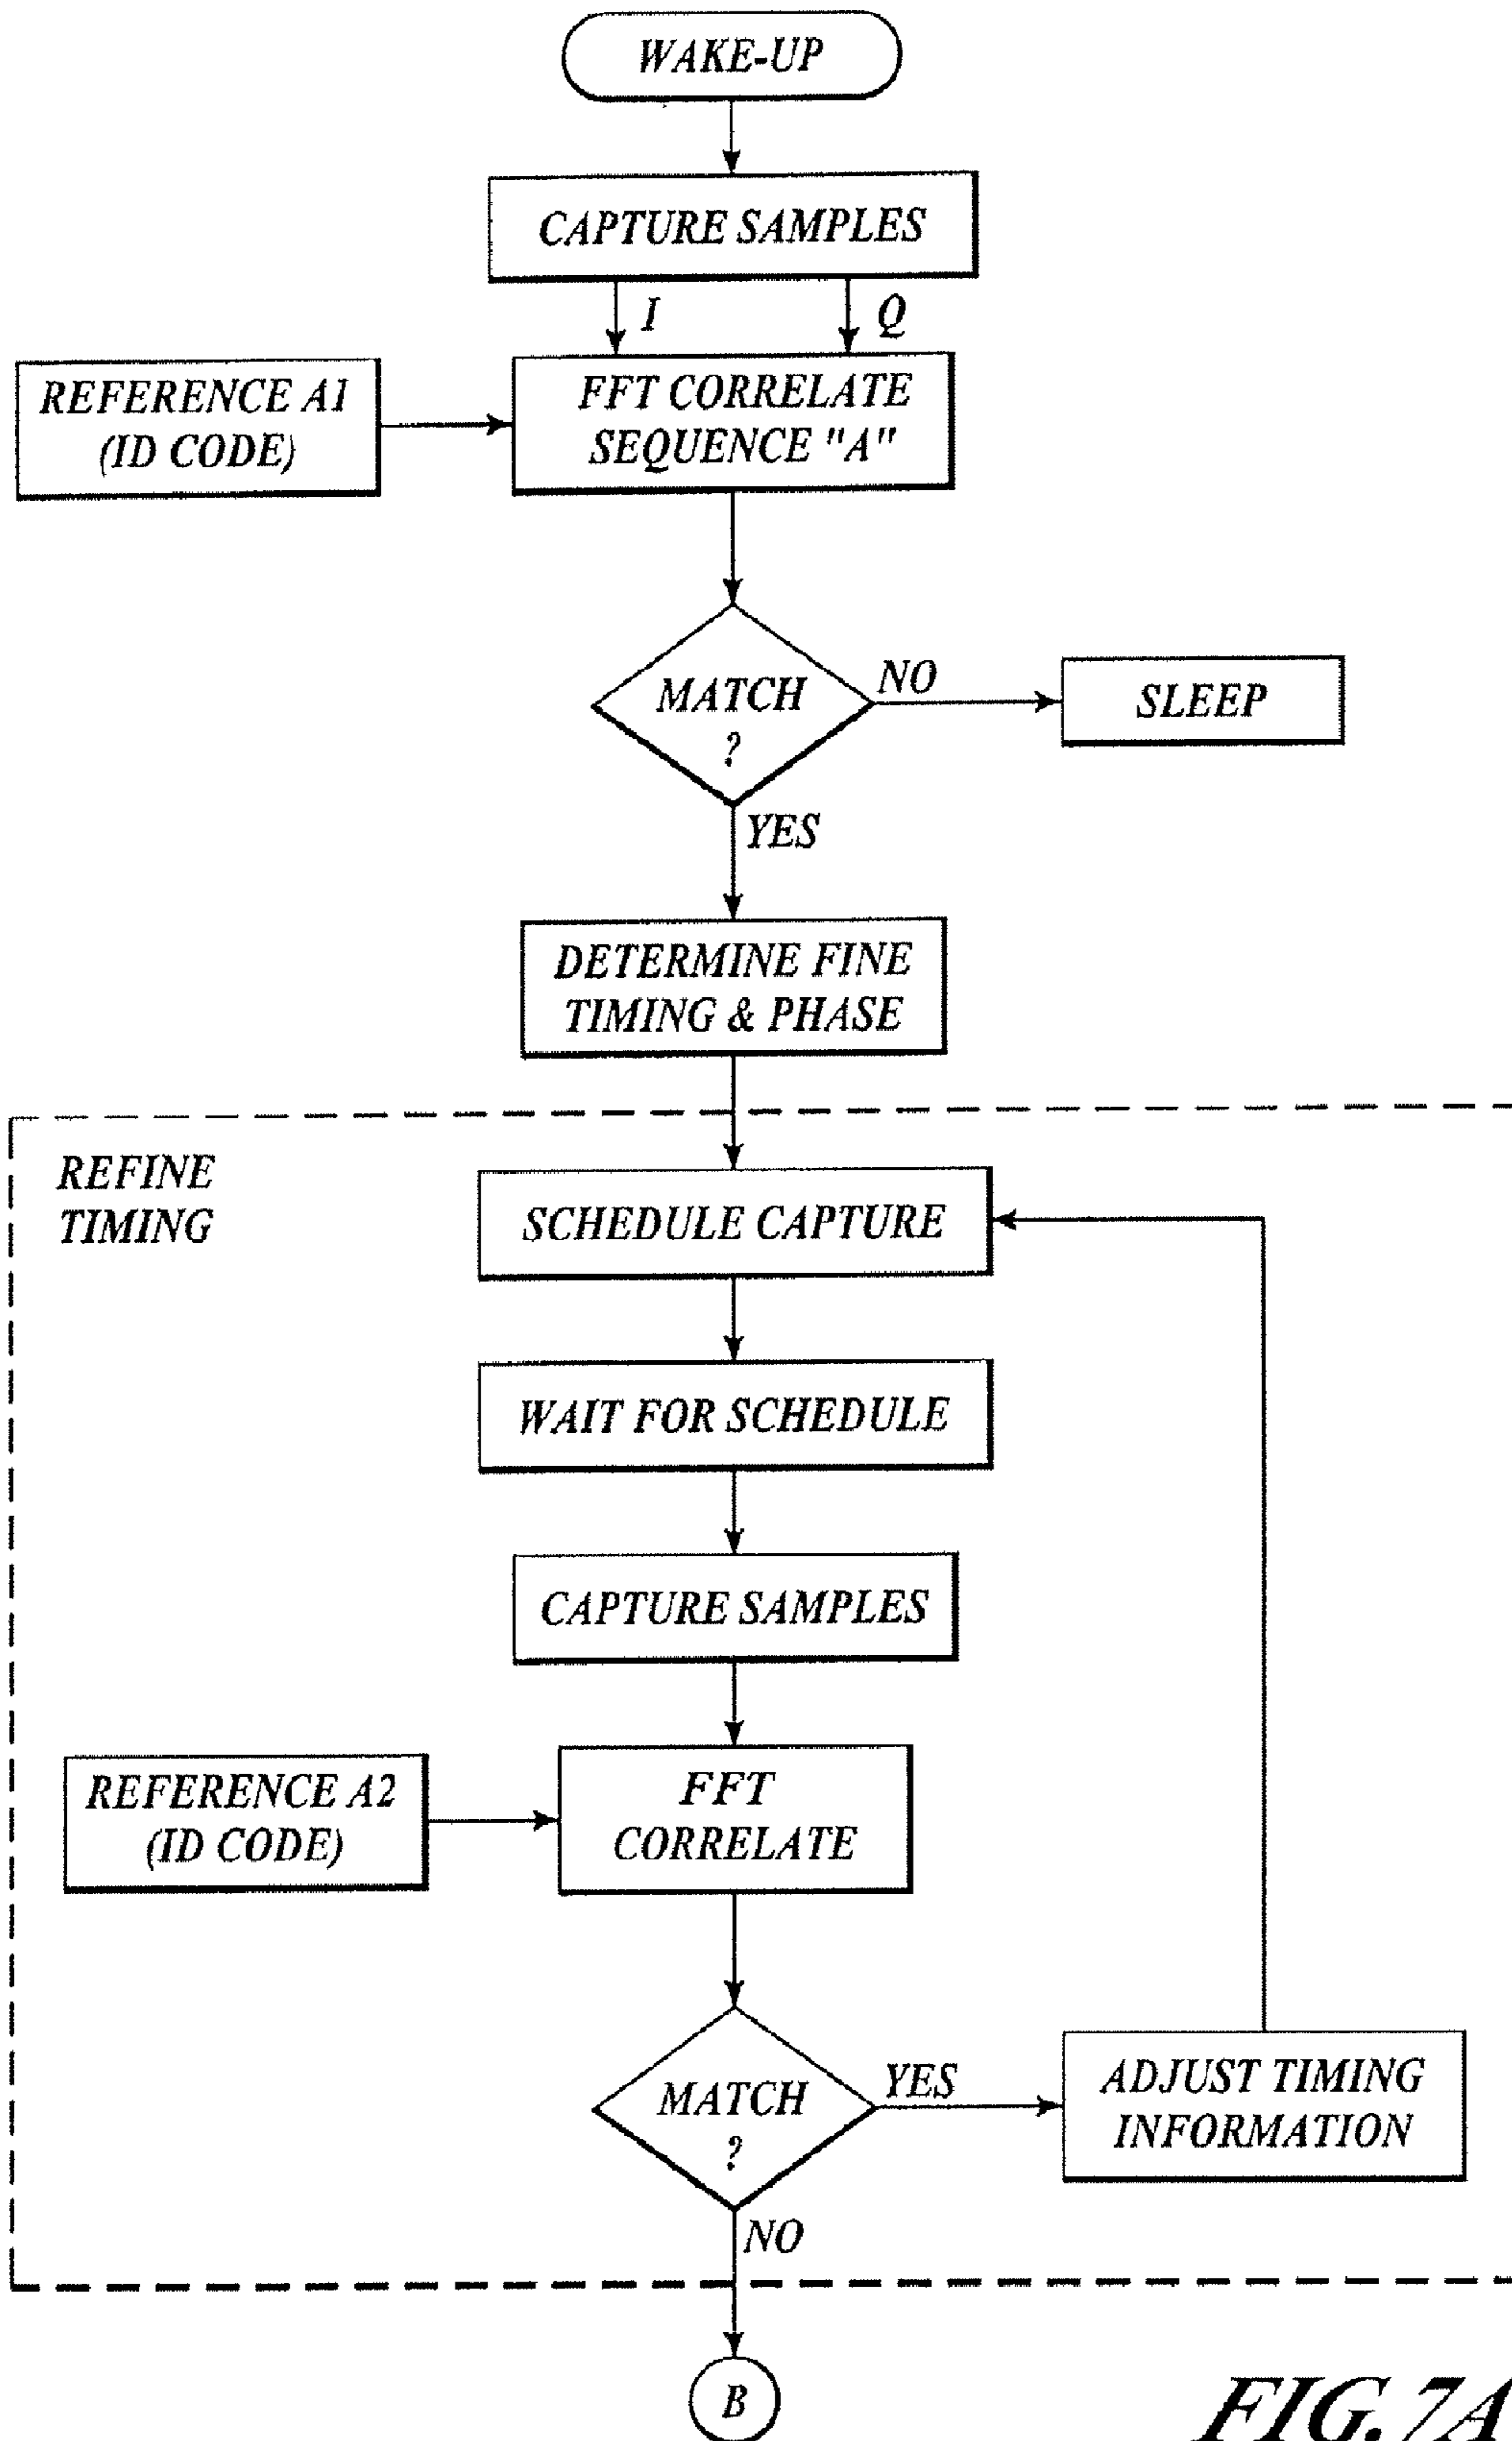 WAKE-UP
CAPTURE SAMPLES
I
Q
REFERENCE A1
(ID CODE)
FFT CORRELATE
SEQUENCE "A"
MATCH
?
NO
SLEEP
YES
DETERMINE FINE
TIMING & PHASE
REFINE
TIMING
SCHEDULE CAPTURE
WAIT FOR SCHEDULE
CAPTURE SAMPLES
REFERENCE A2
(ID CODE)
FFT
CORRELATE
MATCH
?
YES
ADJUST TIMING
INFORMATION
NO
B
FIG. 7A